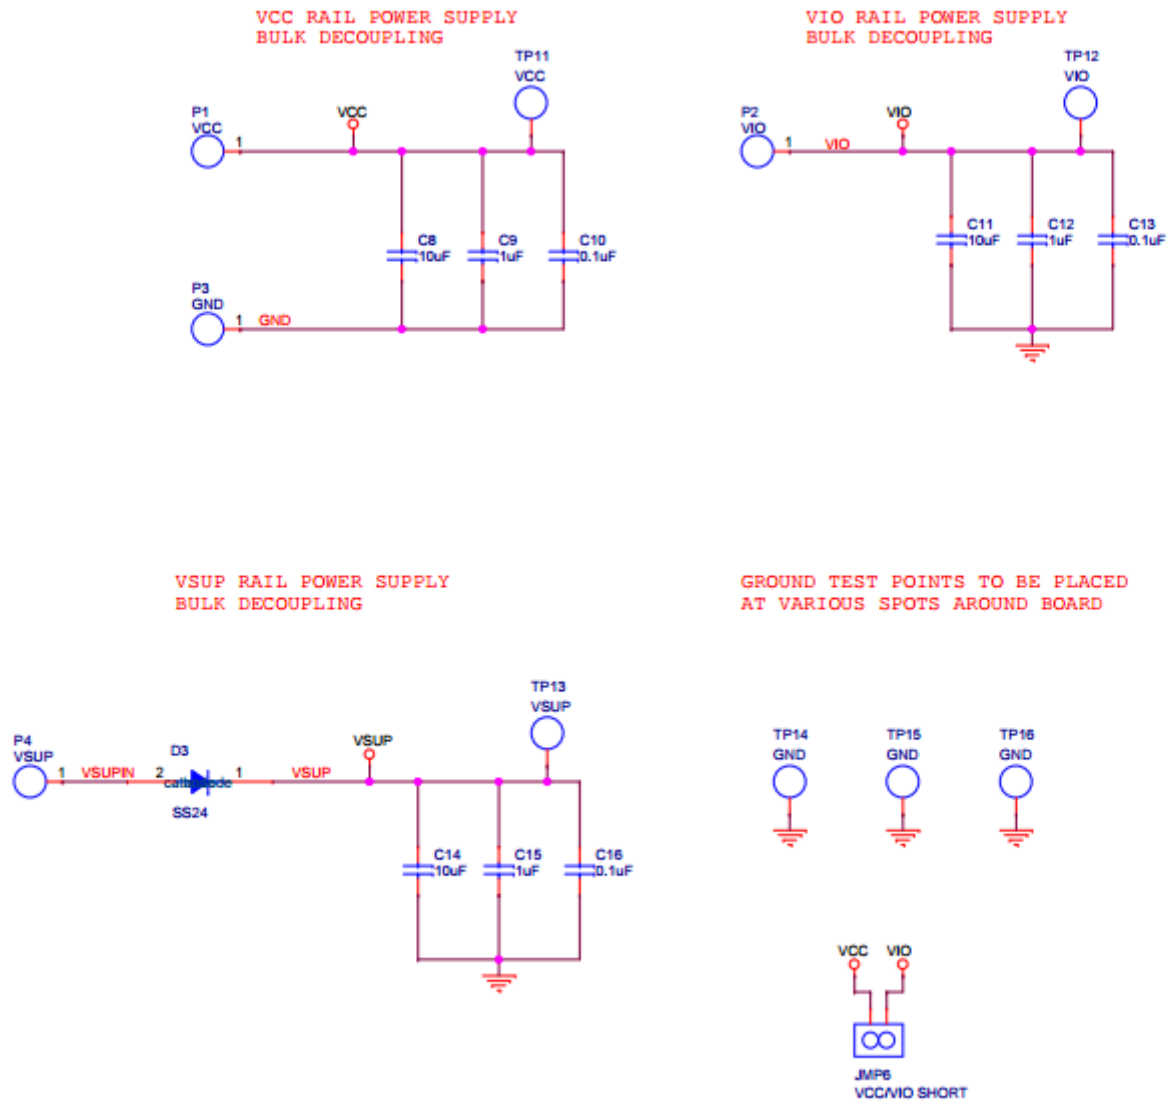 VCC RAIL POWER SUPPLY
BULK DECOUPLING
TP11
VCC
P1
VCC
1
VCC
C8
10uF
C9
1uF
C10
0.1uF
P3
GND
1
GND
VIO RAIL POWER SUPPLY
BULK DECOUPLING
TP12
VIO
P2
VIO
1
VIO
VIO
C11
10uF
C12
1uF
C13
0.1uF
VSUP RAIL POWER SUPPLY
BULK DECOUPLING
TP13
VSUP
P4
VSUP
1
VSUPIN
D3
2
1
SS24
VSUP
VSUP
C14
10uF
C15
1uF
C16
0.1uF
GROUND TEST POINTS TO BE PLACED
AT VARIOUS SPOTS AROUND BOARD
TP14
GND
TP15
GND
TP16
GND
VCC VIO
JMP6
VCC/VIO SHORT